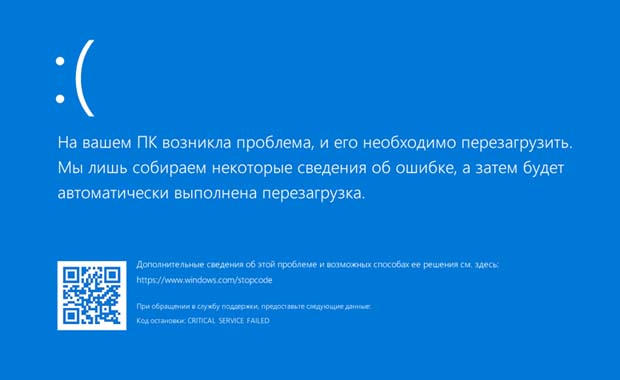 :(
На вашем ПК возникла проблема, и его необходимо перезагрузить.
Мы лишь собираем некоторые сведения об ошибке, а затем будет
автоматически выполнена перезагрузка.
Дополнительные сведения об этой проблеме и возможных способах ее решения см. здесь:
https://www.windows.com/stopcode
При обращении в службу поддержки, предоставьте следующие данные:
Код остановки: CRITICAL SERVICE FAILED